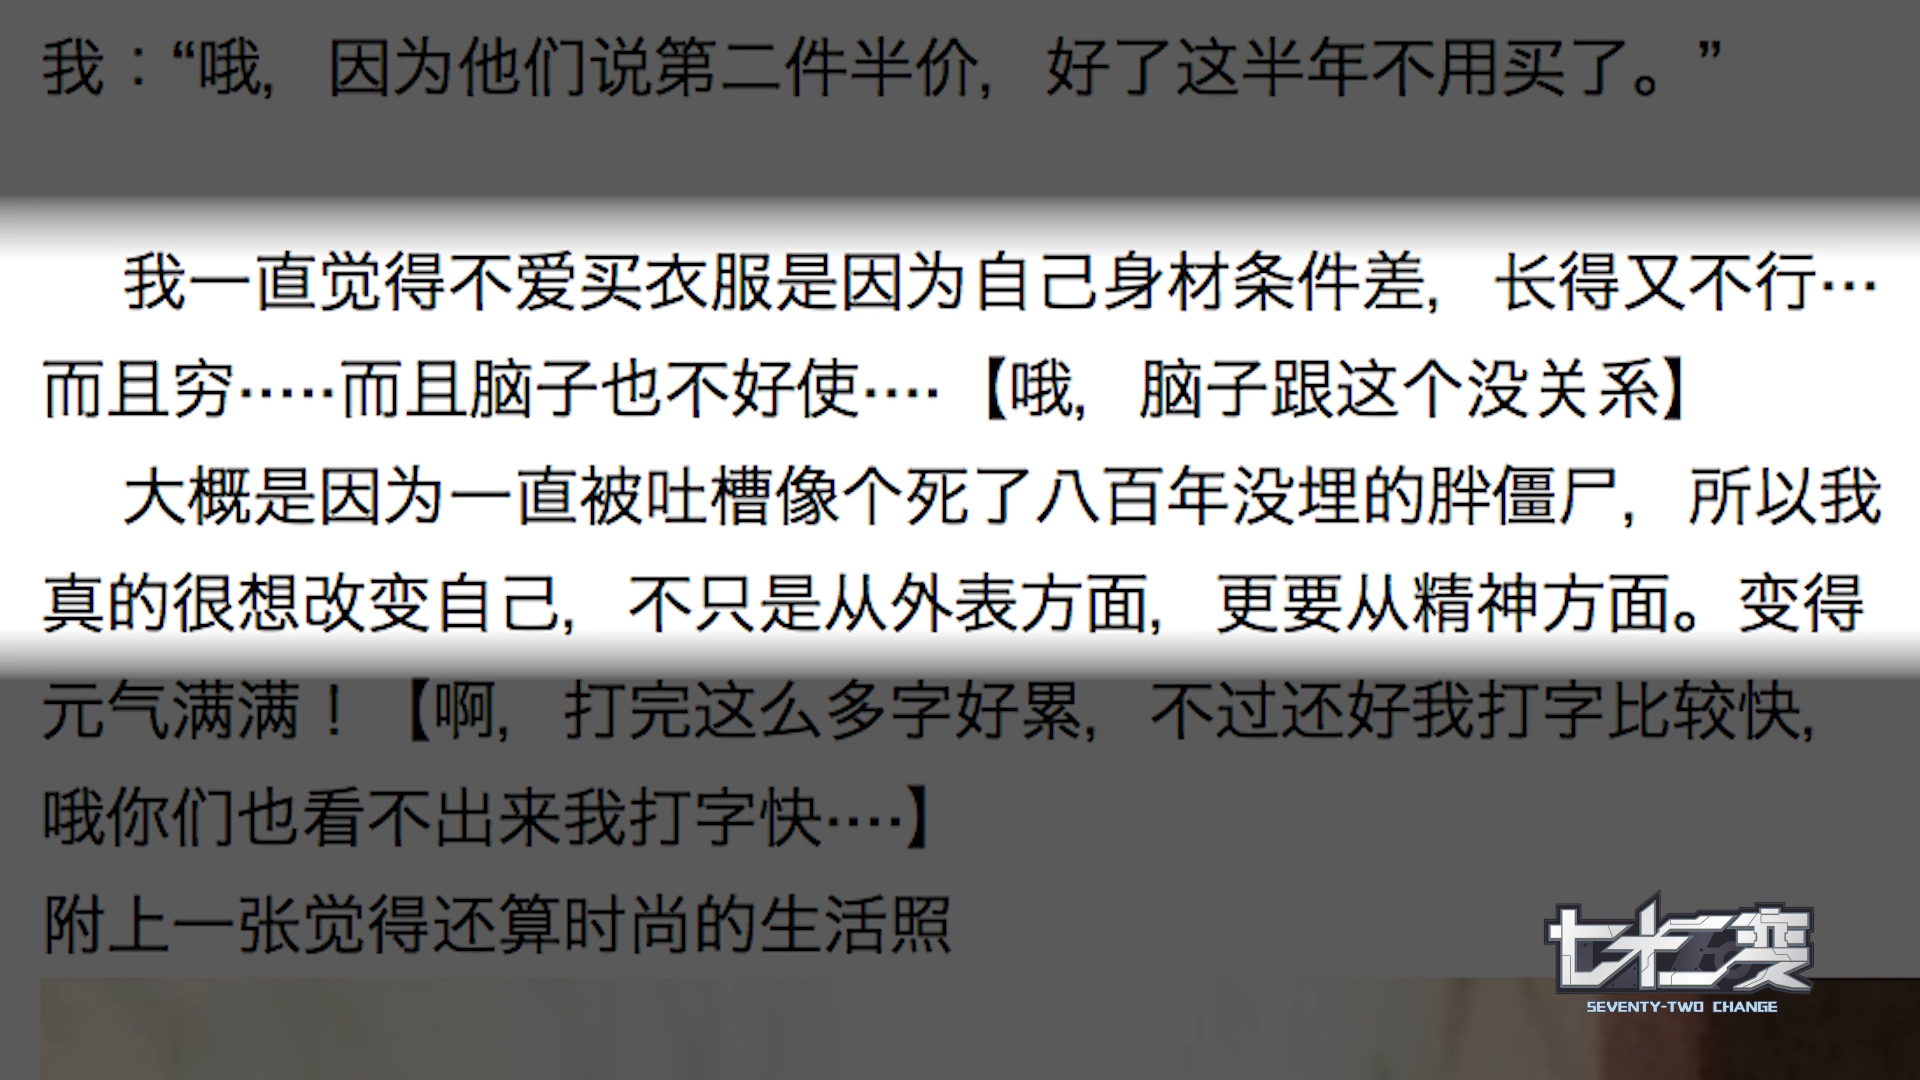 我：“哦，因为他们说第二件半价，好了这半年不用买了。”
我一直觉得不爱买衣服是因为自己身材条件差，长得又不行···
而且穷·····而且脑子也不好使····【哦，脑子跟这个没关系】
大概是因为一直被吐槽像个死了八百年没埋的胖僵尸，所以我
真的很想改变自己，不只是从外表方面，更要从精神方面。变得
元气满满！【啊，打完这么多字好累，不过还好我打字比较快，
哦你们也看不出来我打字快····】
附上一张觉得还算时尚的生活照
七十二变
SEVENTY-TWO CHANGE